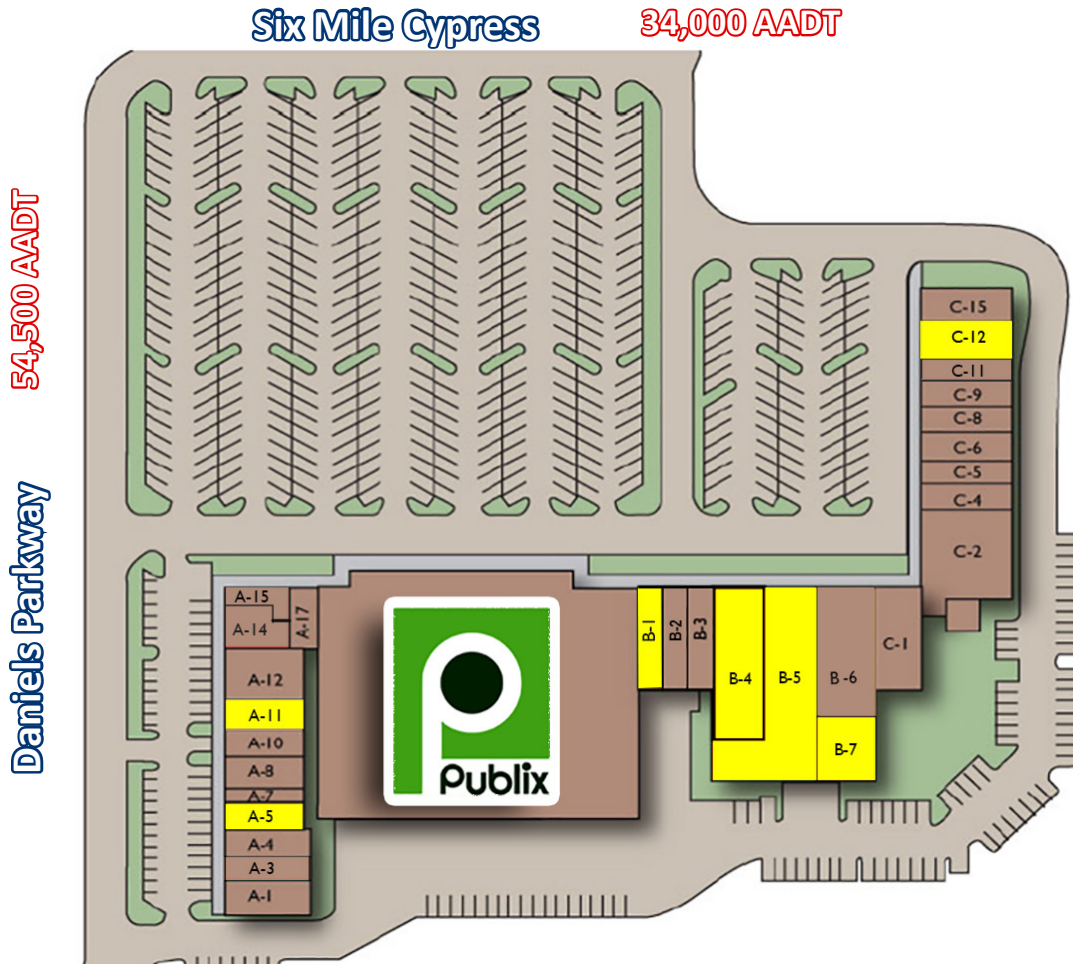 Six Mile Cypress
34,000 AADT
54,500 AADT
Daniels Parkway
C-15
C-12
C-11
C-9
C-8
C-6
C-5
C-4
C-2
C-1
A-15
A-14
A-17
A-12
A-11
A-10
A-8
A-7
A-5
A-4
A-3
A-1
Publix
B-1
B-2
B-3
B-4
B-5
B-6
B-7